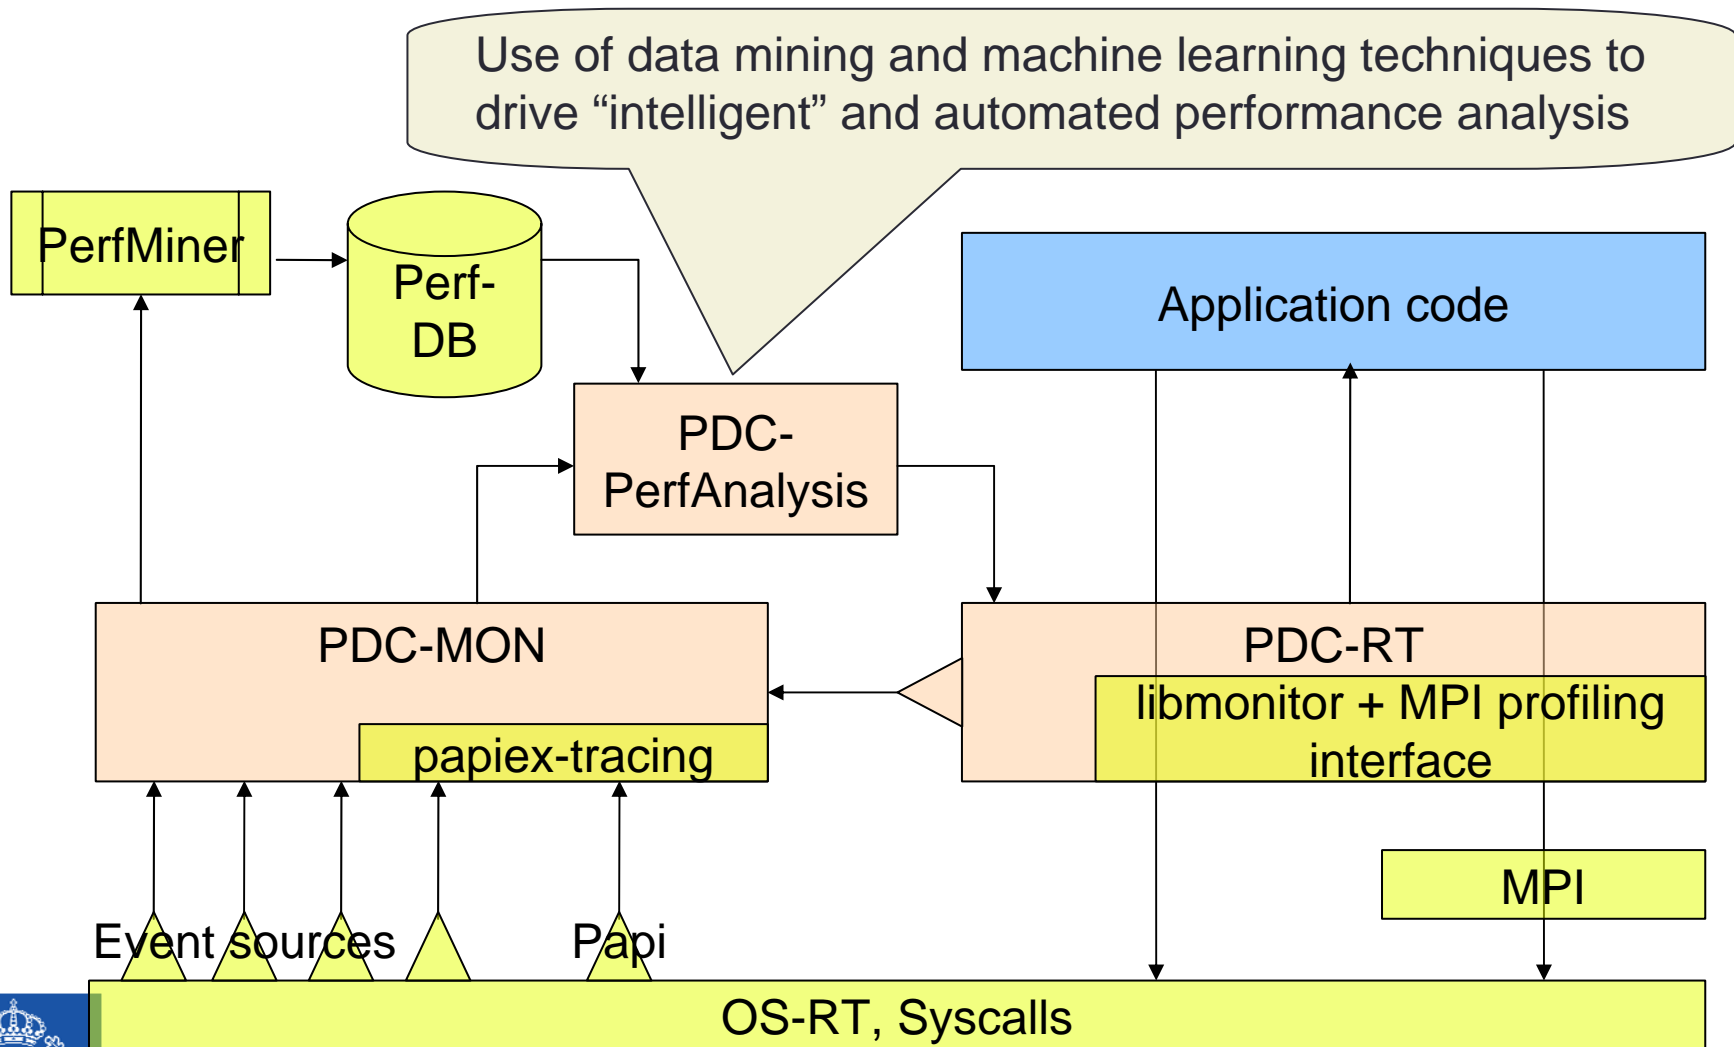 Use of data mining and machine learning techniques to
drive “intelligent” and automated performance analysis
PerfMiner
Perf-
DB
Application code
PDC-
PerfAnalysis
PDC-MON
PDC-RT
libmonitor + MPI profiling
interface
papiex-tracing
MPI
Event sources
Papi
OS-RT, Syscalls